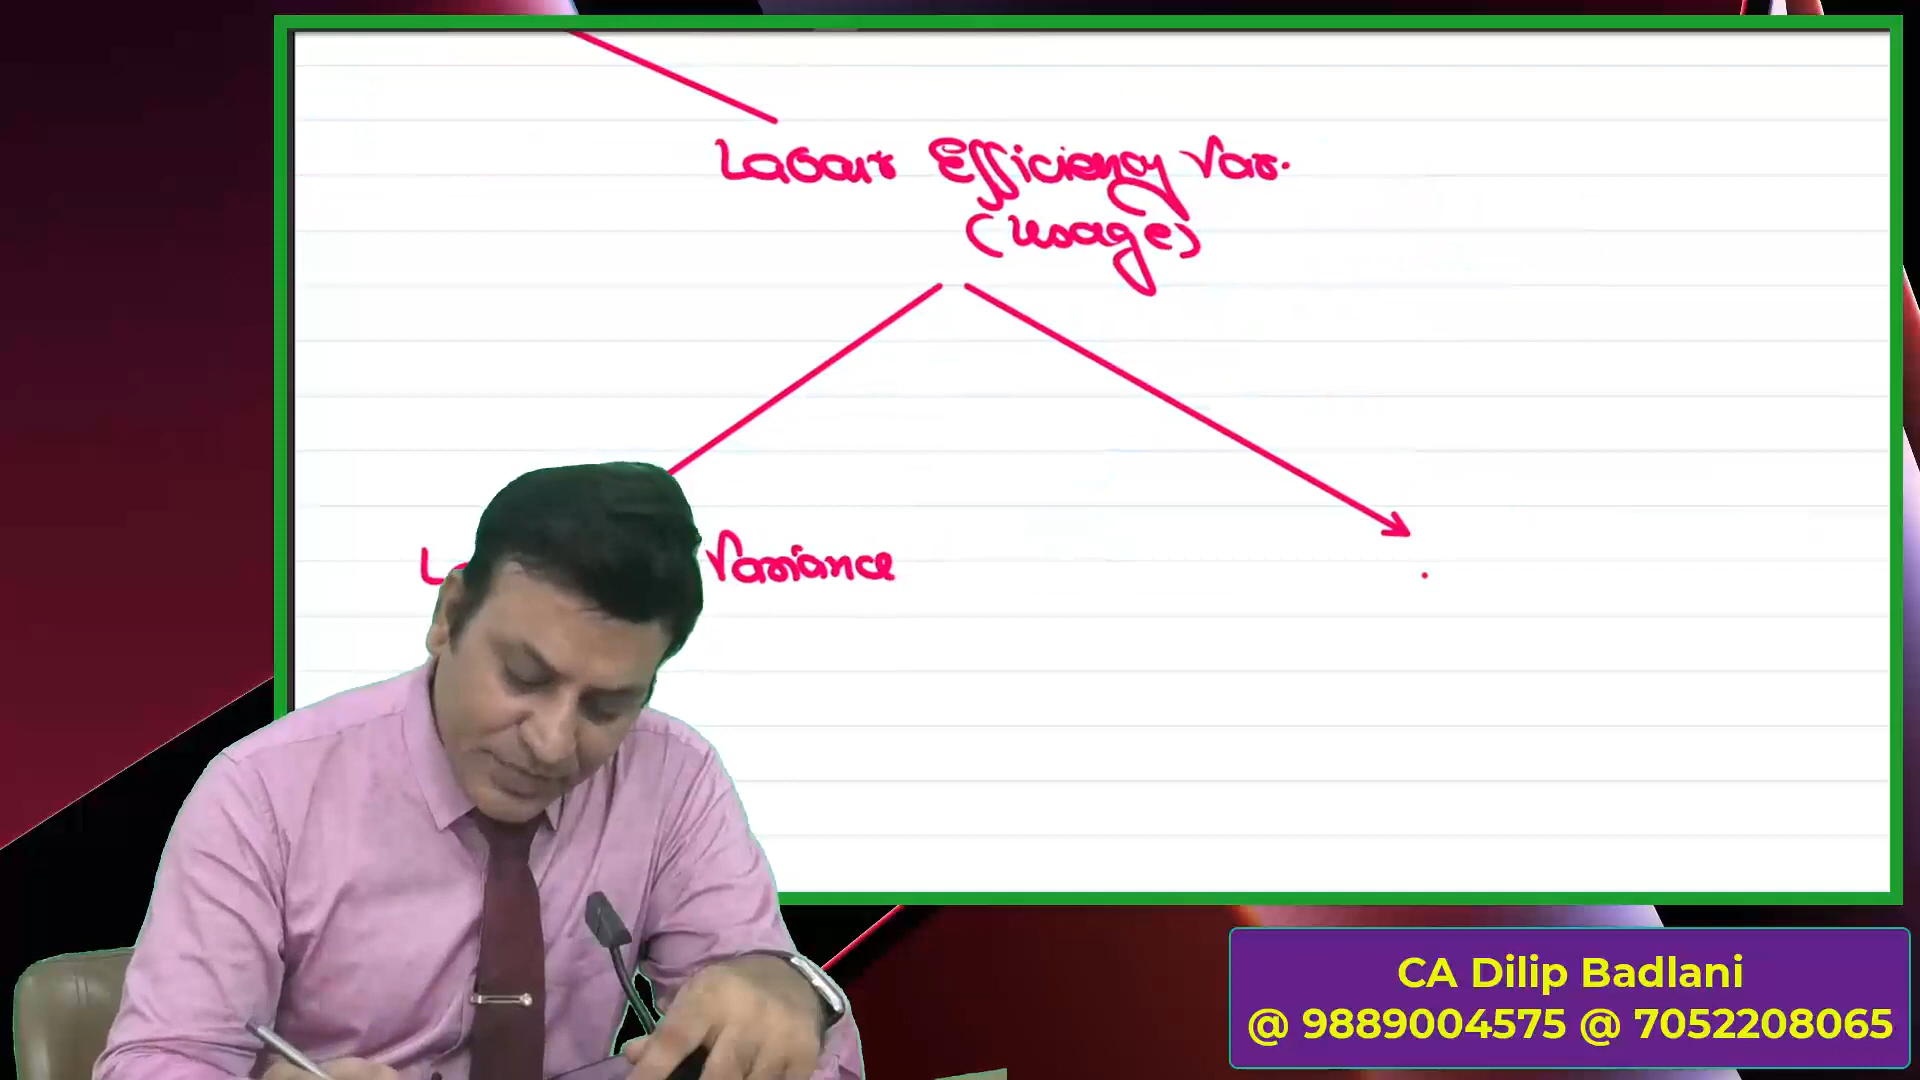 Labour Efficiency Var.
(Usage)
Variance
CA Dilip Badlani
@ 9889004575 @ 7052208065